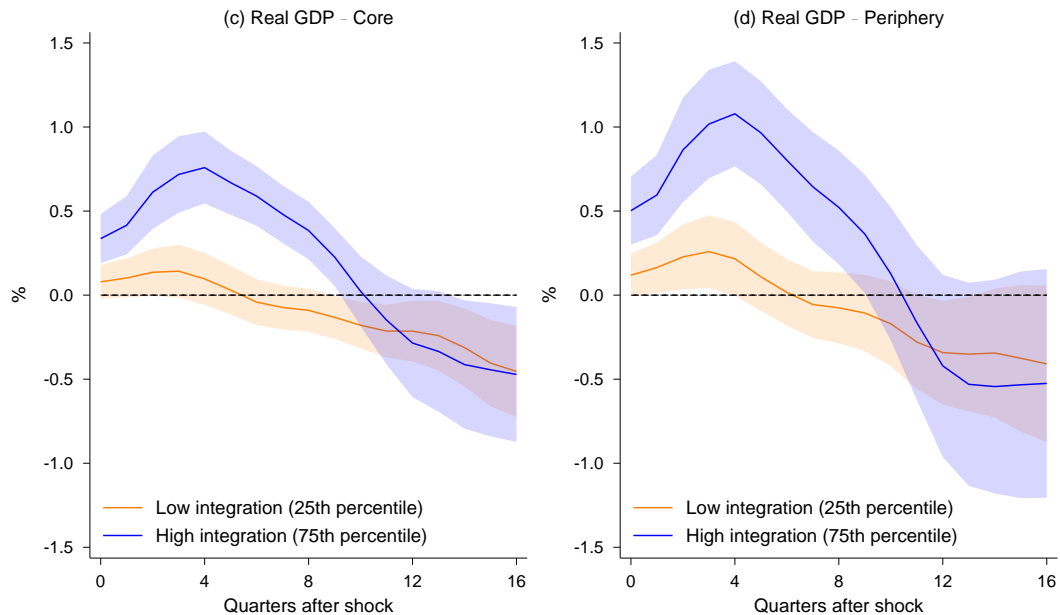 (c) Real GDP – Core
1.5
1.0
0.5
0.0
-0.5
-1.0
-1.5
%
Low integration (25th percentile)
High integration (75th percentile)
0 4 8 12 16
Quarters after shock
(d) Real GDP – Periphery
1.5
1.0
0.5
0.0
-0.5
-1.0
-1.5
%
Low integration (25th percentile)
High integration (75th percentile)
0 4 8 12 16
Quarters after shock